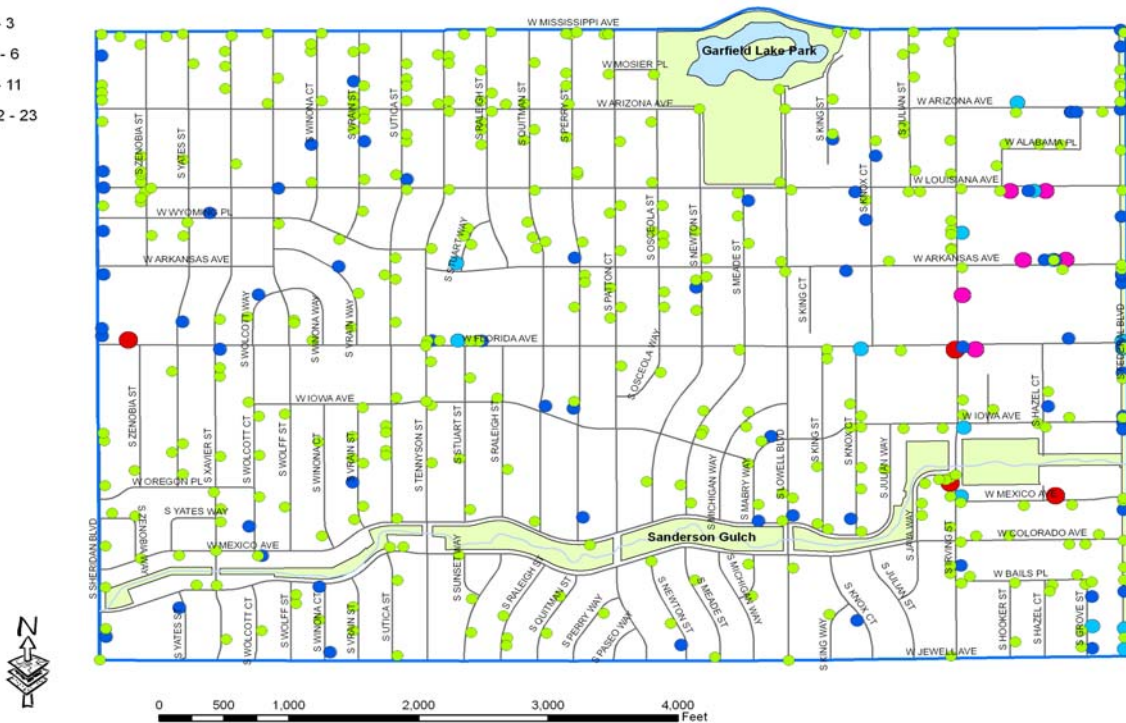 - 3
- 6
- 11
2 - 23
W MISSISSIPPI AVE
Garfield Lake Park
W MOSIER PL
W ARIZONA AVE
W ARIZONA AVE
S WINONA CT
S VRAIN ST
S UTICA ST
S RALEIGH ST
S QUITMAN ST
S PERRY ST
S KING ST
S JULIAN ST
S ZENOBIA ST
S YATES ST
W ALABAMA PL
W LOUISIANA AVE
S KNOX CT
W WYOMING PL
S STUART WAY
S OSCEOLA ST
S NEWTON ST
S MEADE ST
W ARKANSAS AVE
W ARKANSAS AVE
S PATTON CT
S KING CT
S WOLCOTT WAY
S WINONA WAY
S VRAIN WAY
S FEDERAL BLVD
W FLORIDA AVE
S OSCEOLA WAY
S ZENOBIA ST
W IOWA AVE
S HAZEL CT
W IOWA AVE
S XAVIER ST
S WOLCOTT CT
S WOLFF ST
S WINONA CT
S VRAIN ST
S TENNYSON ST
S STUART ST
S RALEIGH ST
S MICHIGAN WAY
S MABRY WAY
S LOWELL BLVD
S KING ST
S KNOX CT
S JULIAN WAY
W OREGON PL
W MEXICO AVE
S ZENOBIA WAY
S YATES WAY
S SHERIDAN BLVD
W MEXICO AVE
Sanderson Gulch
S JAVA WAY
S IRVING ST
W COLORADO AVE
S SUNSET WAY
S RALEIGH ST
S QUITMAN ST
S PERRY WAY
S PASEO WAY
S NEWTON ST
S MEADE ST
S MICHIGAN WAY
S KNOX CT
S JULIAN ST
W BAILS PL
S YATES ST
S WOLCOTT CT
S WOLFF ST
S WINONA CT
S VRAIN ST
S UTICA ST
S KING WAY
S HOOKER ST
S HAZEL CT
S GROVE ST
W JEWELL AVE
N
0 500 1,000 2,000 3,000 4,000
Feet